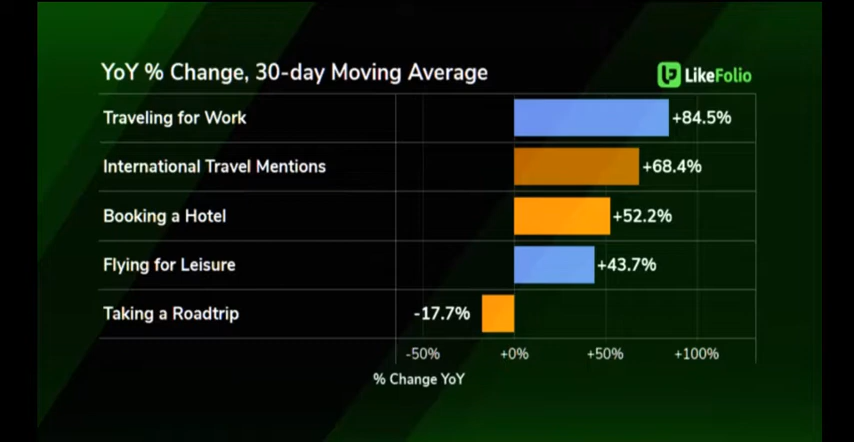 YoY % Change, 30-day Moving Average
LikeFolio
Traveling for Work +84.5%
International Travel Mentions +68.4%
Booking a Hotel +52.2%
Flying for Leisure +43.7%
Taking a Roadtrip -17.7%
-50% +0% +50% +100%
% Change YoY